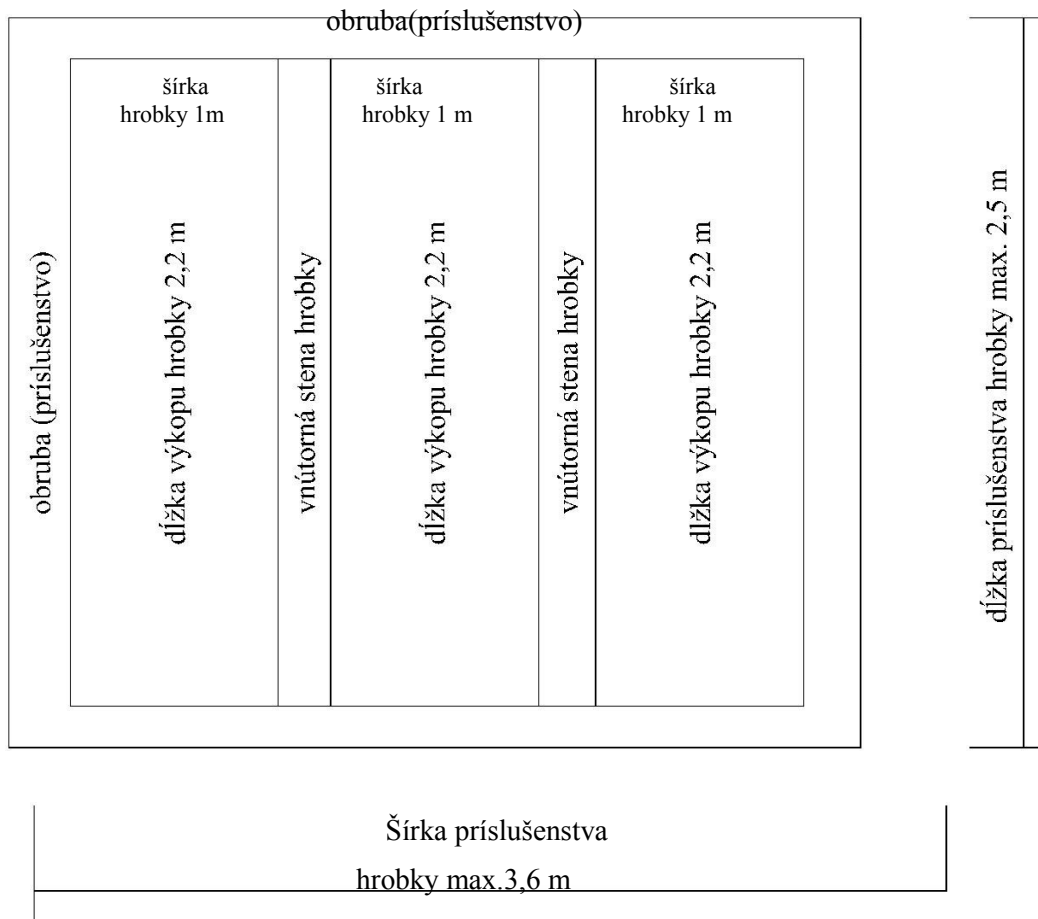 obruba(príslušenstvo)
šírka
hrobky 1m
šírka
hrobky 1 m
šírka
hrobky 1 m
obruba (príslušenstvo)
dĺžka výkopu hrobky 2,2 m
vnútorná stena hrobky
dĺžka výkopu hrobky 2,2 m
vnútorná stena hrobky
dĺžka výkopu hrobky 2,2 m
dĺžka príslušenstva hrobky max. 2,5 m
Šírka príslušenstva
hrobky max.3,6 m